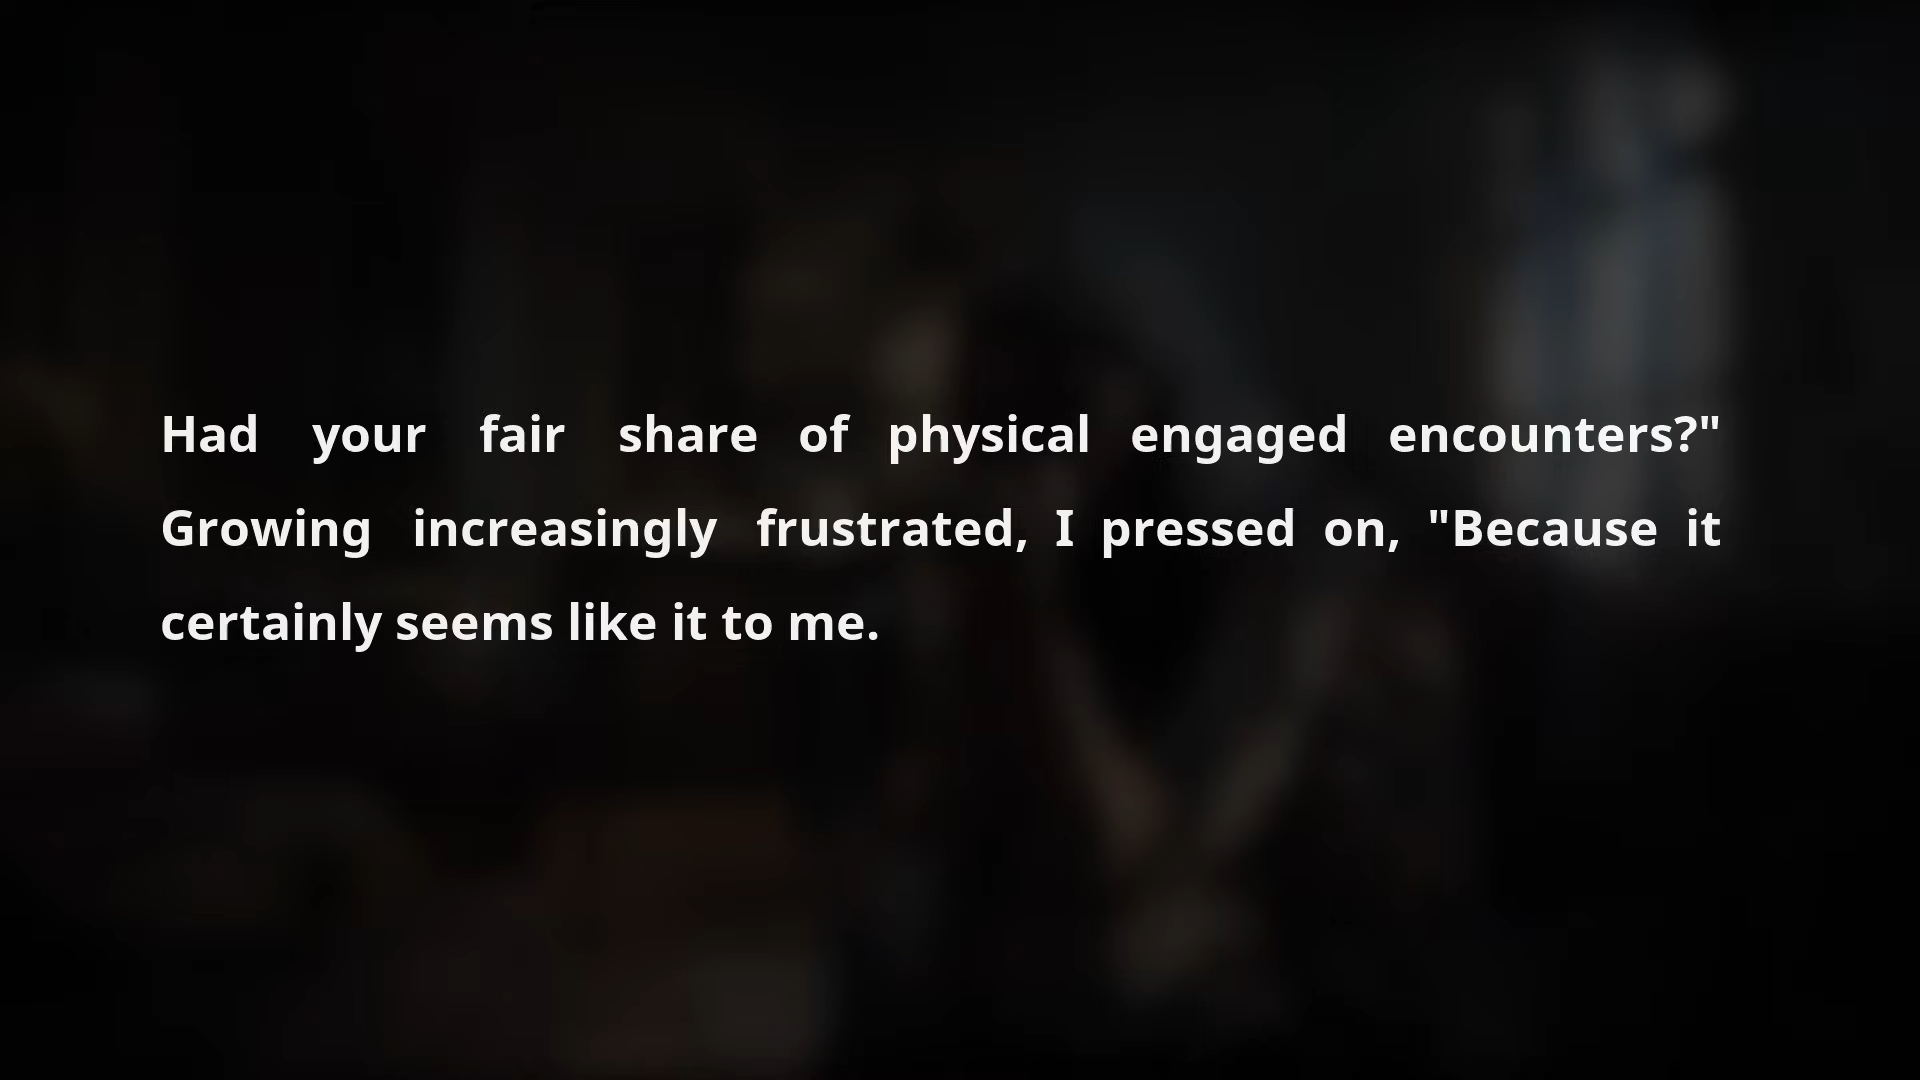 Had your fair share of physical engaged encounters?"
Growing increasingly frustrated, I pressed on, "Because it
certainly seems like it to me.